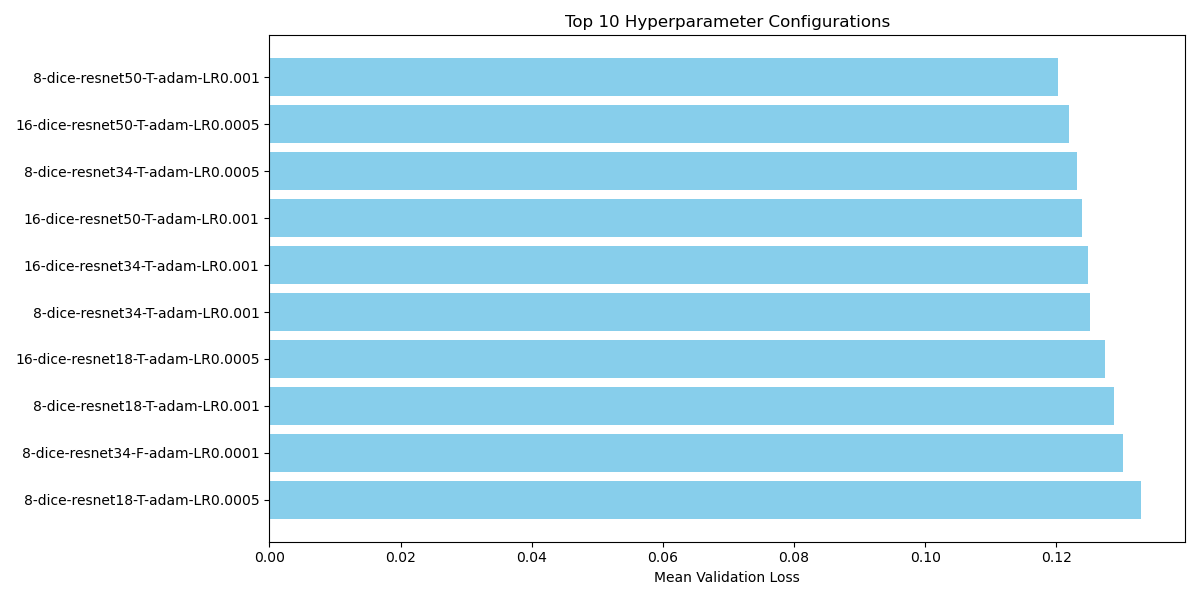 Top 10 Hyperparameter Configurations
8-dice-resnet50-T-adam-LR0.001
16-dice-resnet50-T-adam-LR0.0005
8-dice-resnet34-T-adam-LR0.0005
16-dice-resnet50-T-adam-LR0.001
16-dice-resnet34-T-adam-LR0.001
8-dice-resnet34-T-adam-LR0.001
16-dice-resnet18-T-adam-LR0.0005
8-dice-resnet18-T-adam-LR0.001
8-dice-resnet34-F-adam-LR0.0001
8-dice-resnet18-T-adam-LR0.0005
0.00 0.02 0.04 0.06 0.08 0.10 0.12
Mean Validation Loss